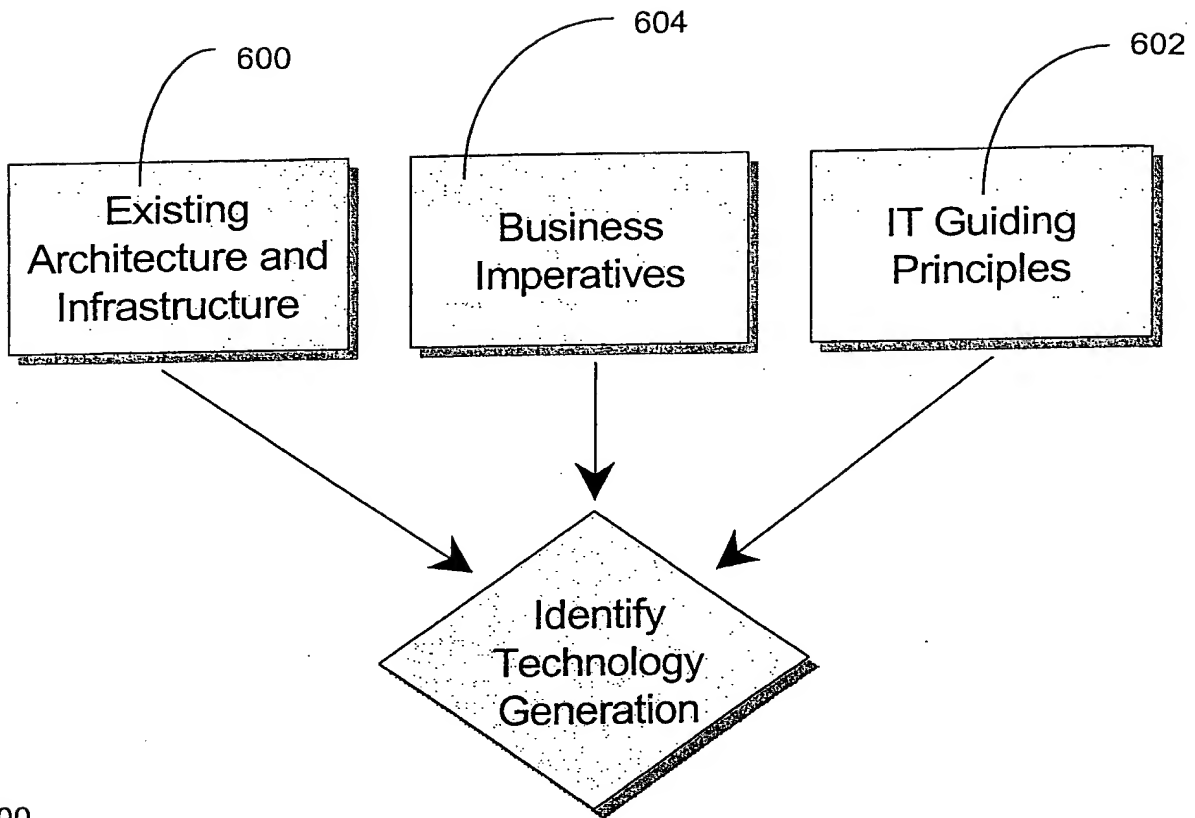 600
604
602
Existing
Architecture and
Infrastructure
Business
Imperatives
IT Guiding
Principles
Identify
Technology
Generation